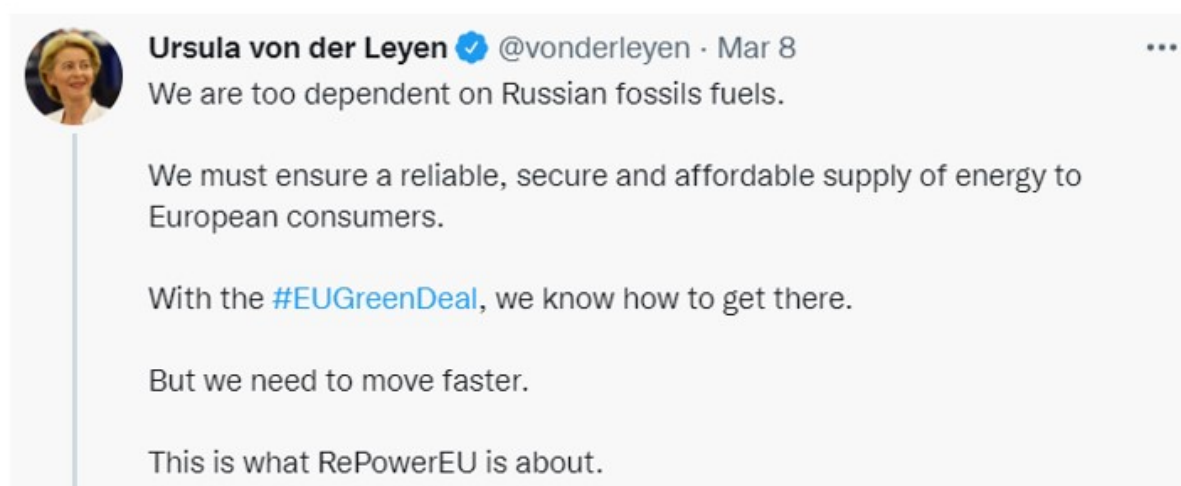 Ursula von der Leyen @vonderleyen · Mar 8
We are too dependent on Russian fossils fuels.
We must ensure a reliable, secure and affordable supply of energy to
European consumers.
With the #EUGreenDeal, we know how to get there.
But we need to move faster.
This is what RePowerEU is about.